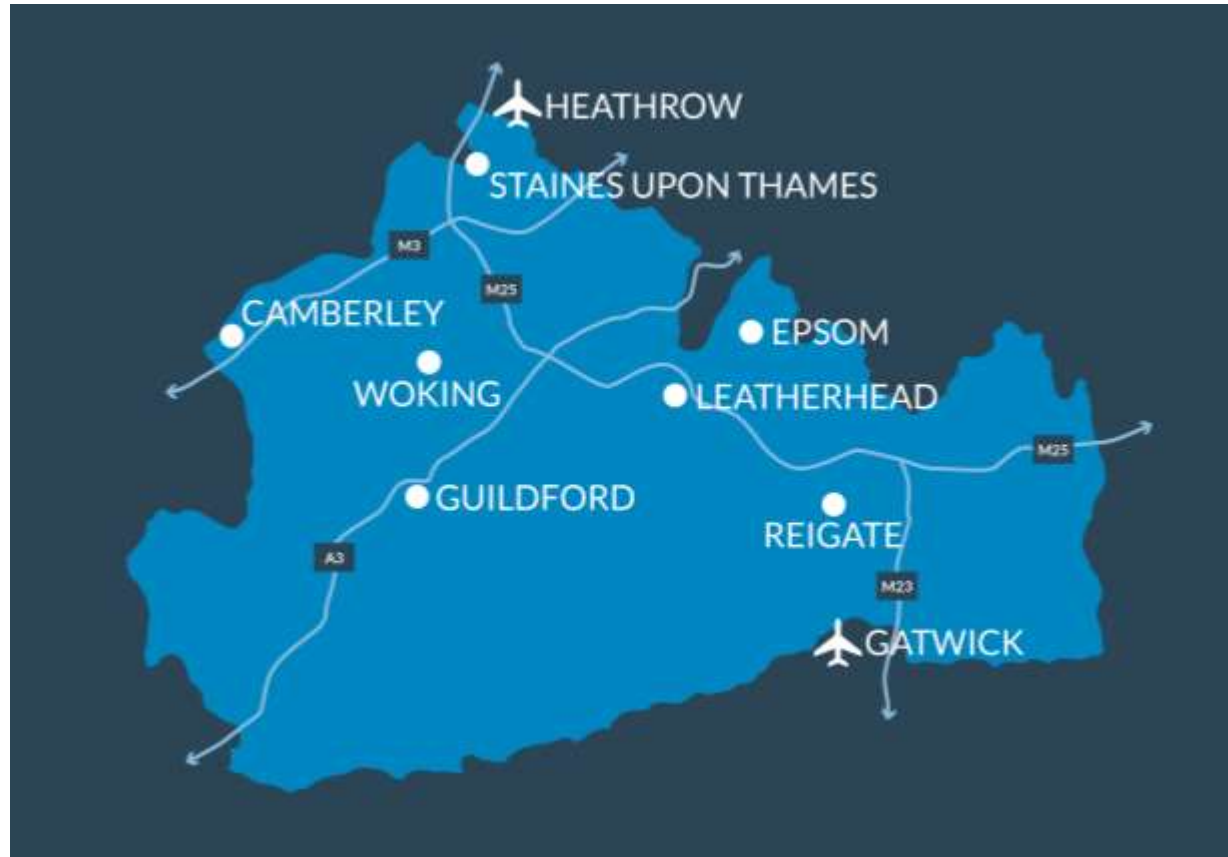 HEATHROW
STAINES UPON THAMES
M3
M25
CAMBERLEY
EPSOM
WOKING
LEATHERHEAD
M25
GUILDFORD
REIGATE
A3
M23
GATWICK